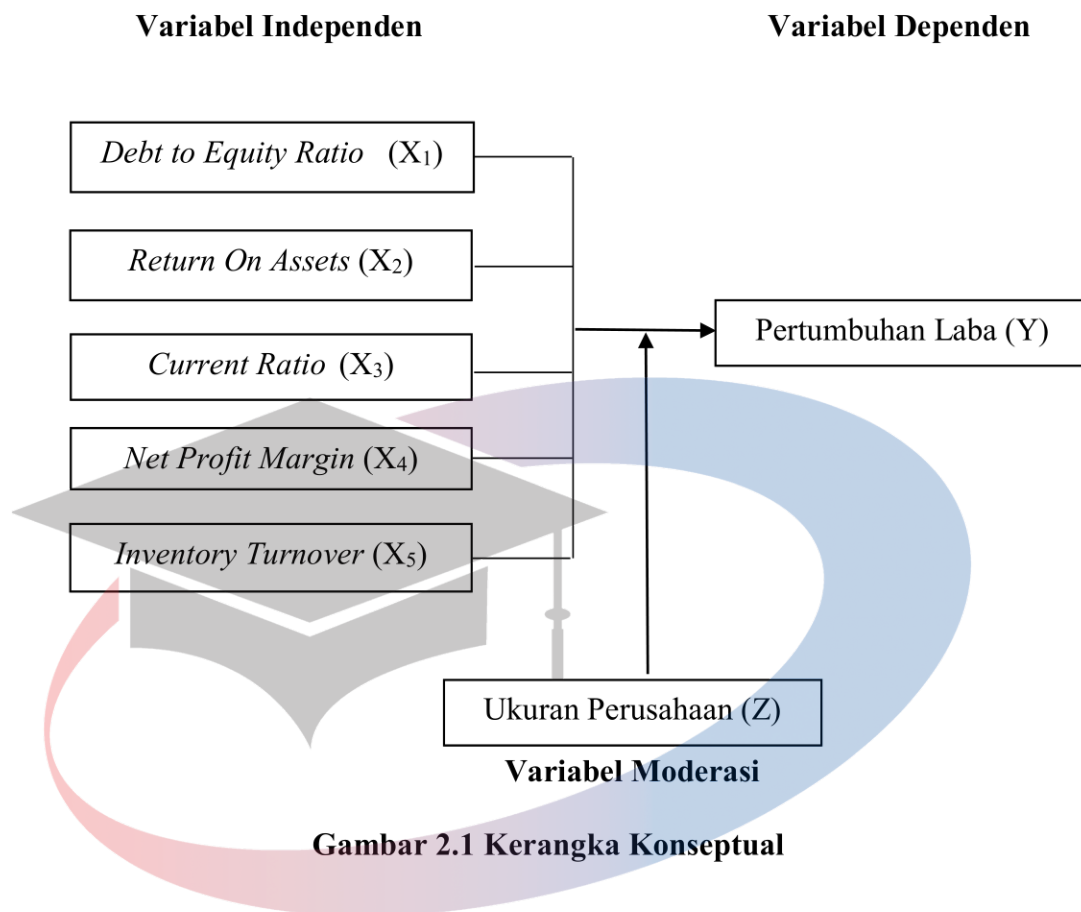 Variabel Independen
Variabel Dependen
Debt to Equity Ratio (X₁)
Return On Assets (X₂)
Pertumbuhan Laba (Y)
Current Ratio (X₃)
Net Profit Margin (X₄)
Inventory Turnover (X₅)
Ukuran Perusahaan (Z)
Variabel Moderasi
Gambar 2.1 Kerangka Konseptual